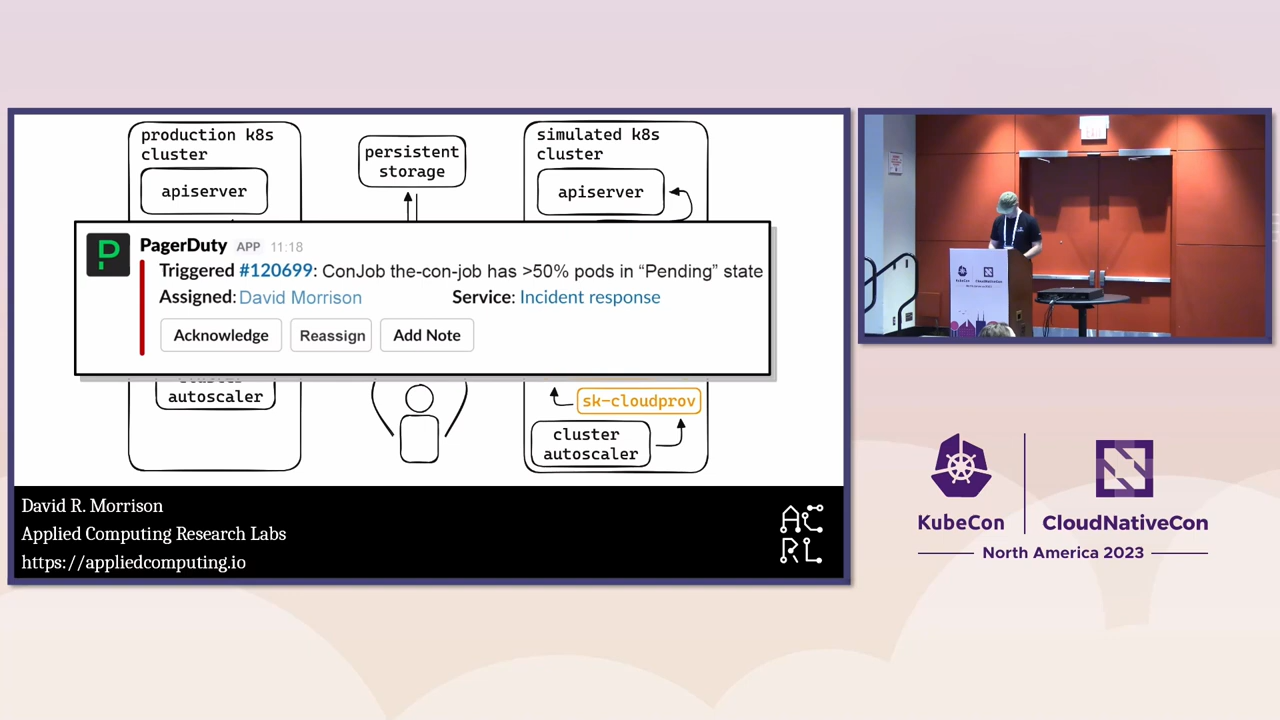 production k8s
cluster
apiserver
persistent
storage
simulated k8s
cluster
apiserver
PagerDuty APP 11:18
Triggered #120699: ConJob the-con-job has >50% pods in “Pending” state
Assigned: David Morrison Service: Incident response
Acknowledge Reassign Add Note
autoscaler
sk-cloudprov
cluster
autoscaler
David R. Morrison
Applied Computing Research Labs
https://appliedcomputing.io
AC
RL
KubeCon
CloudNativeCon
North America 2023